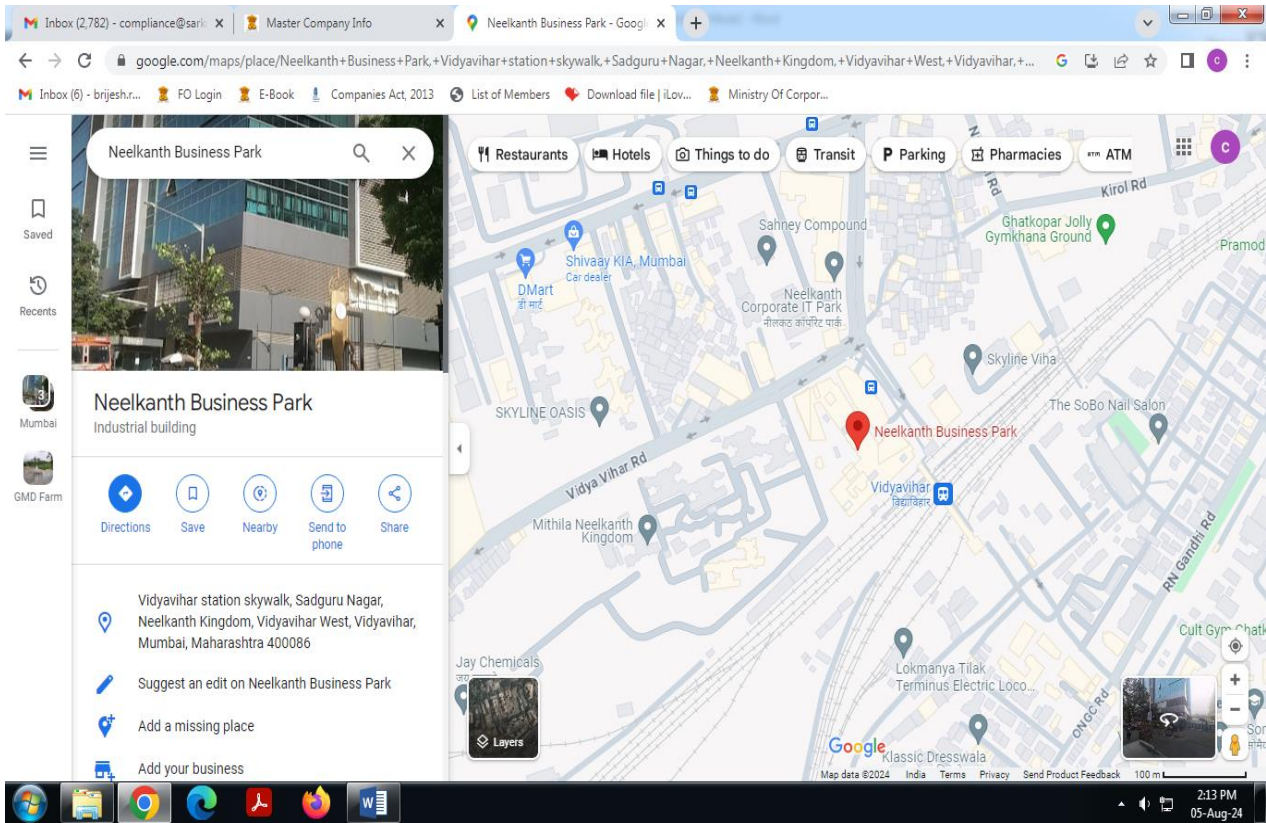 Inbox (2,782) - compliance@sark
Master Company Info
Neelkanth Business Park - Googl
google.com/maps/place/Neelkanth+Business+Park,+Vidyavihar+station+skywalk,+Sadguru+Nagar,+Neelkanth+Kingdom,+Vidyavihar+West,+Vidyavihar,+...
Inbox (6) - brijesh.r...
FO Login
E-Book
Companies Act, 2013
List of Members
Download file | iLov...
Ministry Of Corpor...
Neelkanth Business Park
Restaurants
Hotels
Things to do
Transit
P Parking
Pharmacies
ATM
C
Saved
Recents
3
Mumbai
GMD Farm
Neelkanth Business Park
Industrial building
Directions
Save
Nearby
Send to
phone
Share
Vidyavihar station skywalk, Sadguru Nagar,
Neelkanth Kingdom, Vidyavihar West, Vidyavihar,
Mumbai, Maharashtra 400086
Suggest an edit on Neelkanth Business Park
Add a missing place
Add your business
Kirol Rd
Sahney Compound
Ghatkopar Jolly
Gymkhana Ground
Pramod
Shivaay KIA, Mumbai
Car dealer
DMart
डी मार्ट
Neelkanth
Corporate IT Park
नीलकंठ कॉर्पोरेट पार्क
Skyline Viha
SKYLINE OASIS
The SoBo Nail Salon
Neelkanth Business Park
Vidya Vihar Rd
Vidyavihar
विद्याविहार
Mithila Neelkanth
Kingdom
RN Gandhi Rd
Cult Gym
Jay Chemicals
Lokmanya Tilak
Terminus Electric Loco...
ONGC Rd
Layers
Google
Klassic Dresswala
Map data ©2024 India Terms Privacy Send Product Feedback 100 m
2:13 PM
05-Aug-24